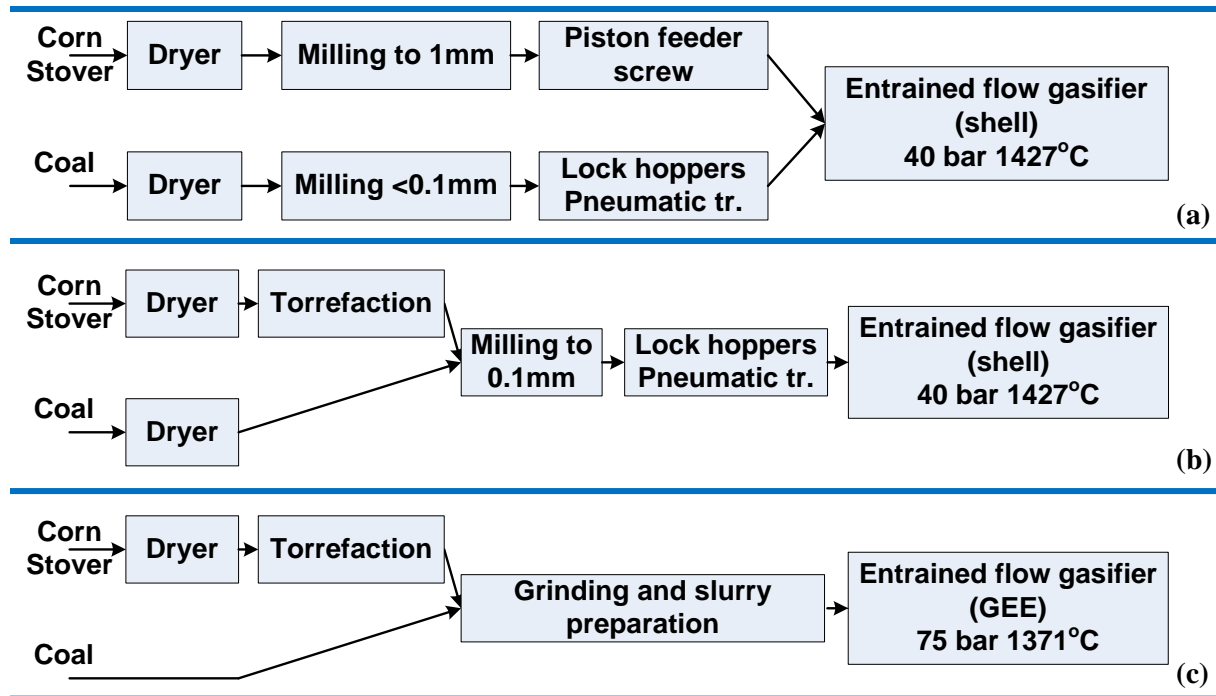 Corn
Stover
Dryer
Milling to 1mm
Piston feeder
screw
Entrained flow gasifier
(shell)
40 bar 1427°C
Coal
Dryer
Milling <0.1mm
Lock hoppers
Pneumatic tr.
(a)
Corn
Stover
Dryer
Torrefaction
Milling to
0.1mm
Lock hoppers
Pneumatic tr.
Entrained flow gasifier
(shell)
40 bar 1427°C
Coal
Dryer
(b)
Corn
Stover
Dryer
Torrefaction
Grinding and slurry
preparation
Entrained flow gasifier
(GEE)
75 bar 1371°C
Coal
(c)